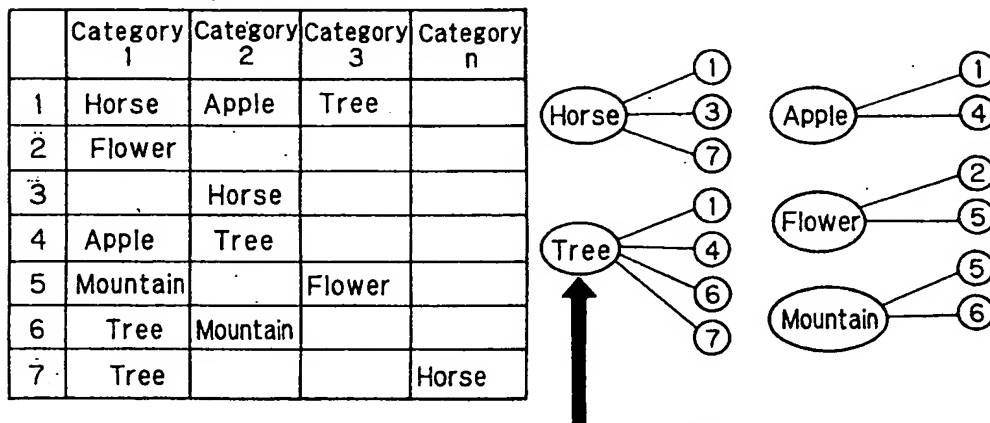 Category 1 Category 2 Category 3 Category n
1 Horse Apple Tree
2 Flower
3 Horse
4 Apple Tree
5 Mountain Flower
6 Tree Mountain
7 Tree Horse
Horse 1 3 7
Tree 1 4 6 7
Apple 1 4
Flower 2 5
Mountain 5 6